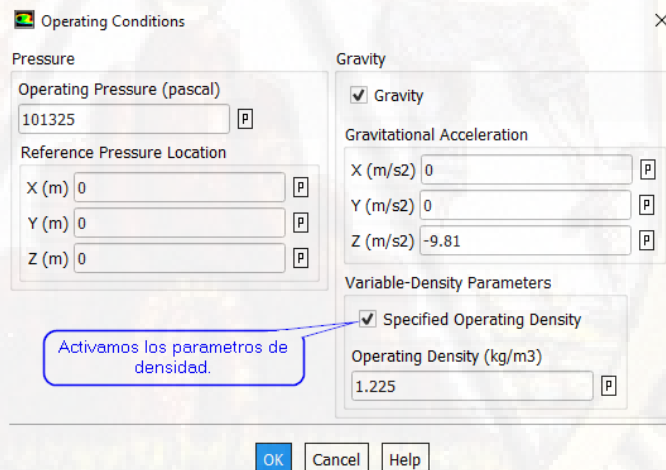 Operating Conditions
Pressure
Operating Pressure (pascal)
101325
P
Reference Pressure Location
X (m) 0
P
Y (m) 0
P
Z (m) 0
P
Gravity
Gravity
Gravitational Acceleration
X (m/s2) 0
P
Y (m/s2) 0
P
Z (m/s2) -9.81
P
Variable-Density Parameters
Specified Operating Density
Operating Density (kg/m3)
1.225
P
Activamos los parametros de
densidad.
OK Cancel Help